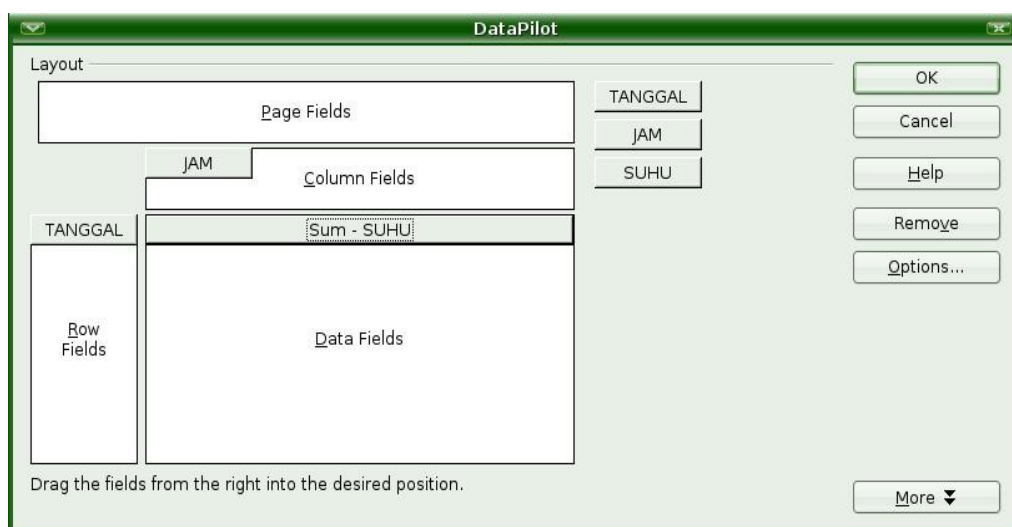 DataPilot
Layout
Page Fields
TANGGAL
JAM
SUHU
JAM
Column Fields
TANGGAL
Sum - SUHU
Row
Fields
Data Fields
Drag the fields from the right into the desired position.
OK
Cancel
Help
Remove
Options...
More